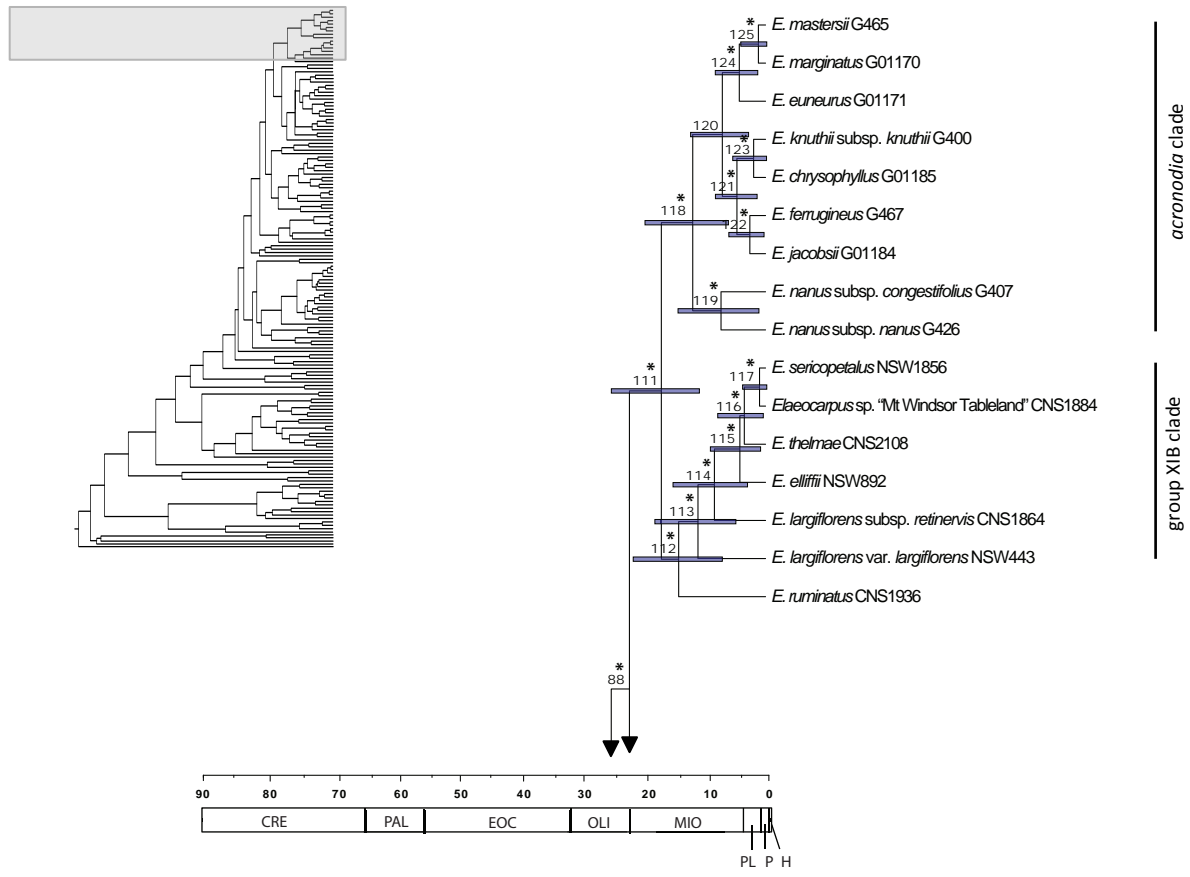 E. mastersii G465
*
125
*
E. marginatus G01170
124
E. euneurus G01171
120
E. knuthii subsp. knuthii G400
*
123
*
E. chrysophyllus G01185
121
*
E. ferrugineus G467
*
118
122
E. jacobsii G01184
E. nanus subsp. congestifolius G407
*
119
E. nanus subsp. nanus G426
acronodia clade
E. sericopetalus NSW1856
*
*
117
111
*
Elaeocarpus sp. “Mt Windsor Tableland” CNS1884
116
*
E. thelmae CNS2108
115
*
E. elliffii NSW892
114
*
E. largiflorens subsp. retinervis CNS1864
113
*
E. largiflorens var. largiflorens NSW443
112
E. ruminatus CNS1936
group XIB clade
*
88
90 80 70 60 50 40 30 20 10 0
CRE PAL EOC OLI MIO
PL P H